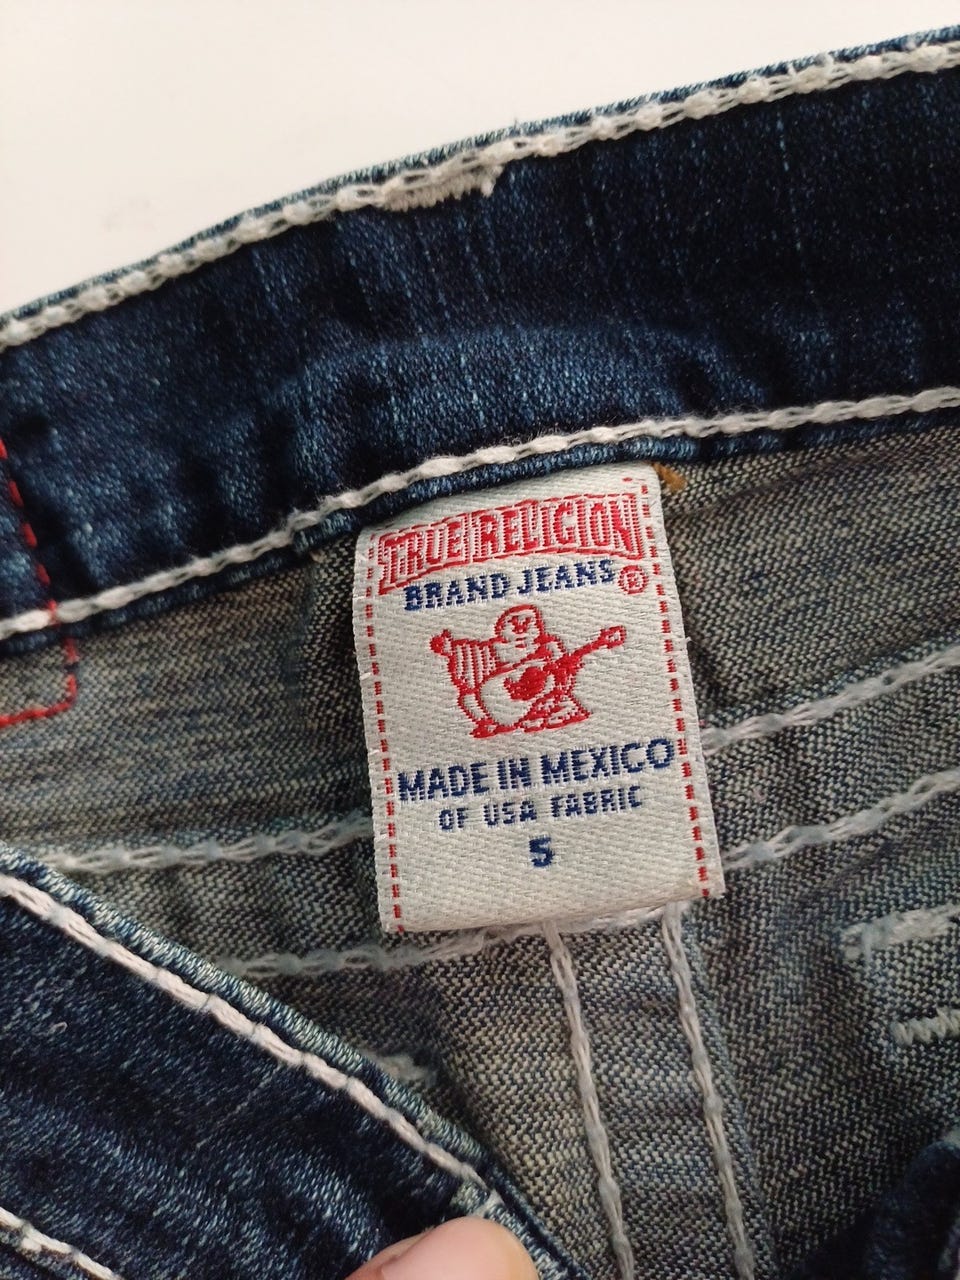 TRUE RELIGION
BRAND JEANS ®
MADE IN MEXICO
OF USA FABRIC
5